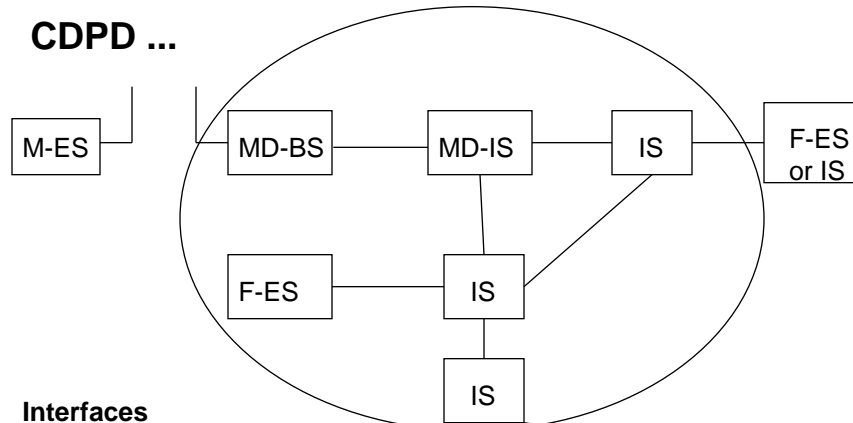 CDPD ...
M-ES
MD-BS
MD-IS
IS
F-ES
or IS
F-ES
IS
IS
Interfaces